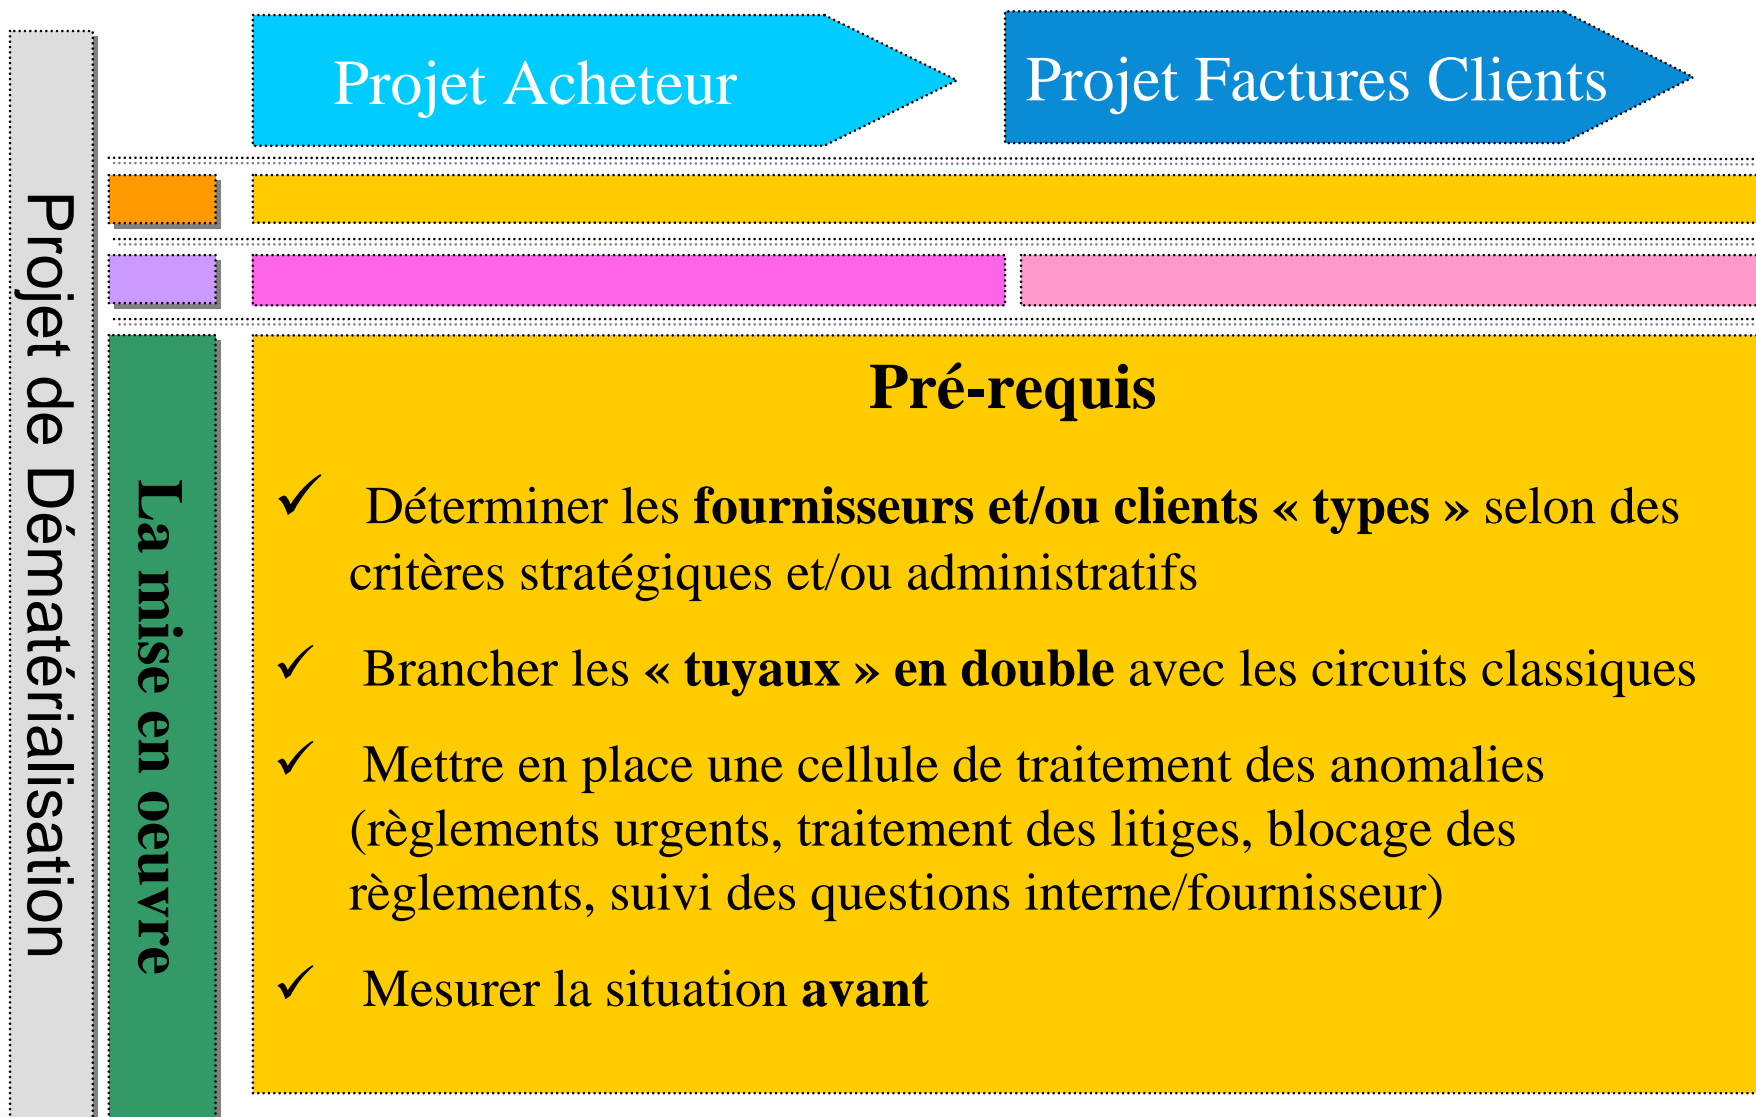 Projet Acheteur
Projet Factures Clients
Projet de Dématérialisation
La mise en oeuvre
Pré-requis
✓ Déterminer les fournisseurs et/ou clients « types » selon des
critères stratégiques et/ou administratifs
✓ Brancher les « tuyaux » en double avec les circuits classiques
✓ Mettre en place une cellule de traitement des anomalies
(règlements urgents, traitement des litiges, blocage des
règlements, suivi des questions interne/fournisseur)
✓ Mesurer la situation avant